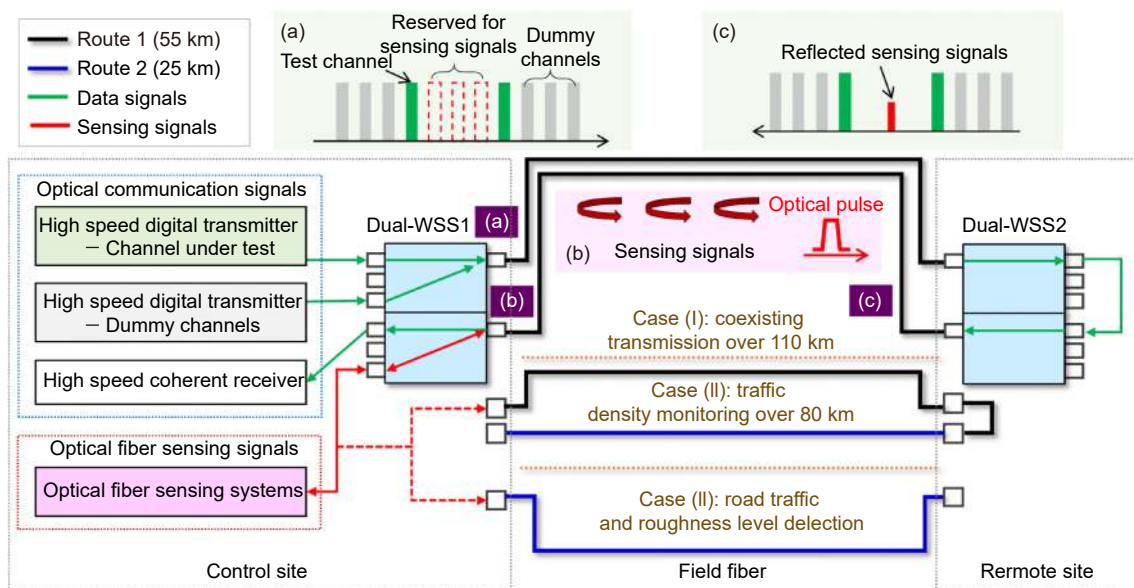 Route 1 (55 km)
Route 2 (25 km)
Data signals
Sensing signals
(a)
Reserved for
sensing signals
Test channel
Dummy
channels
(c)
Reflected sensing signals
Optical communication signals
High speed digital transmitter
– Channel under test
High speed digital transmitter
– Dummy channels
High speed coherent receiver
Optical fiber sensing signals
Optical fiber sensing systems
Control site
Dual-WSS1
(a)
(b)
Optical pulse
(b)
Sensing signals
(c)
Case (I): coexisting
transmission over 110 km
Case (II): traffic
density monitoring over 80 km
Case (II): road traffic
and roughness level delection
Field fiber
Dual-WSS2
Rermote site